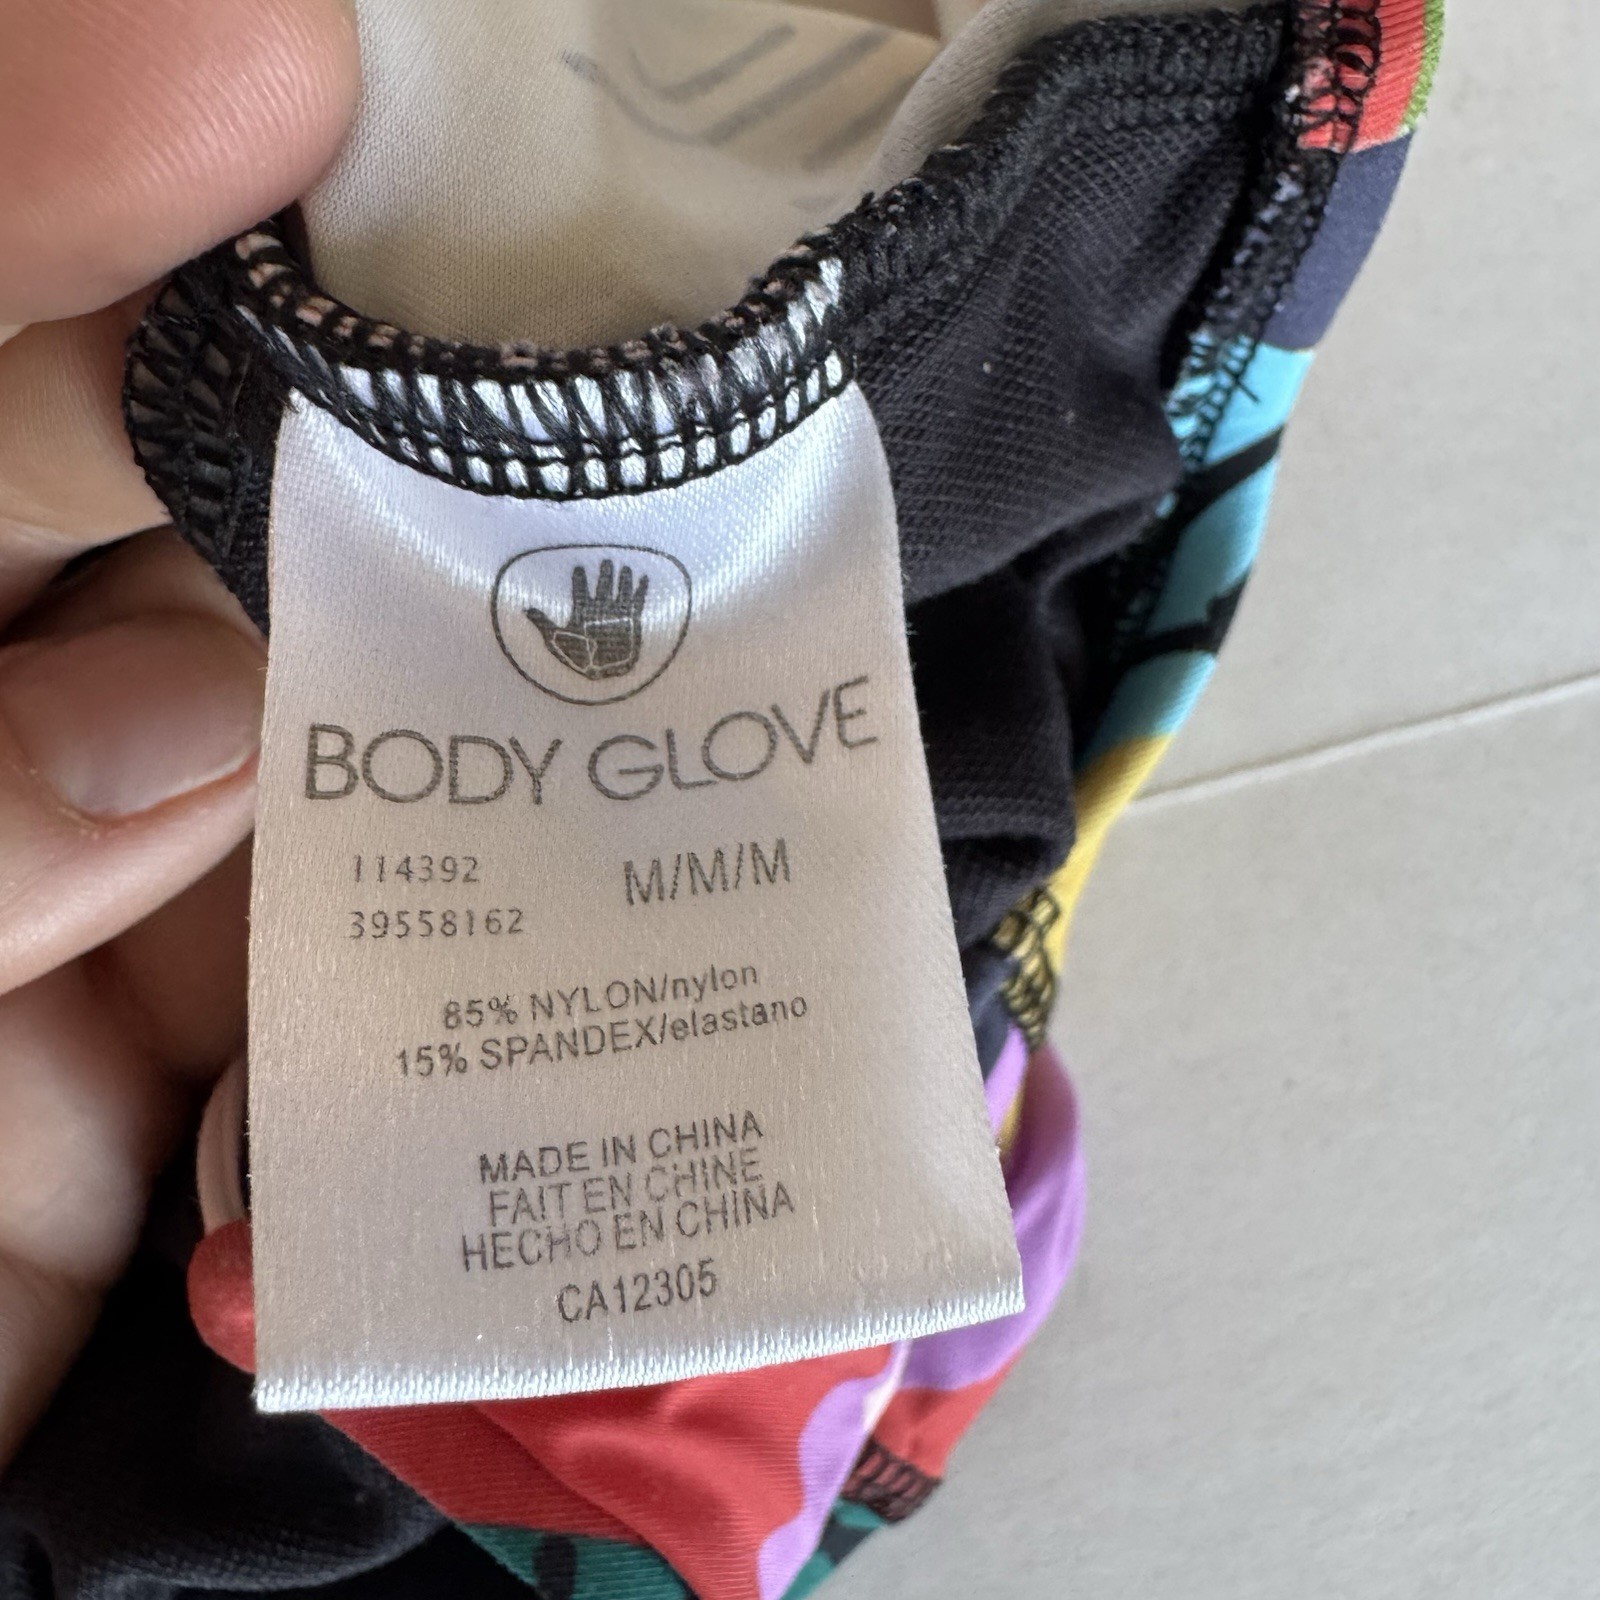 BODY GLOVE
114392
M/M/M
39558162
85% NYLON/nylon
15% SPANDEX/elastano
MADE IN CHINA
FAIT EN CHINE
HECHO EN CHINA
CA12305